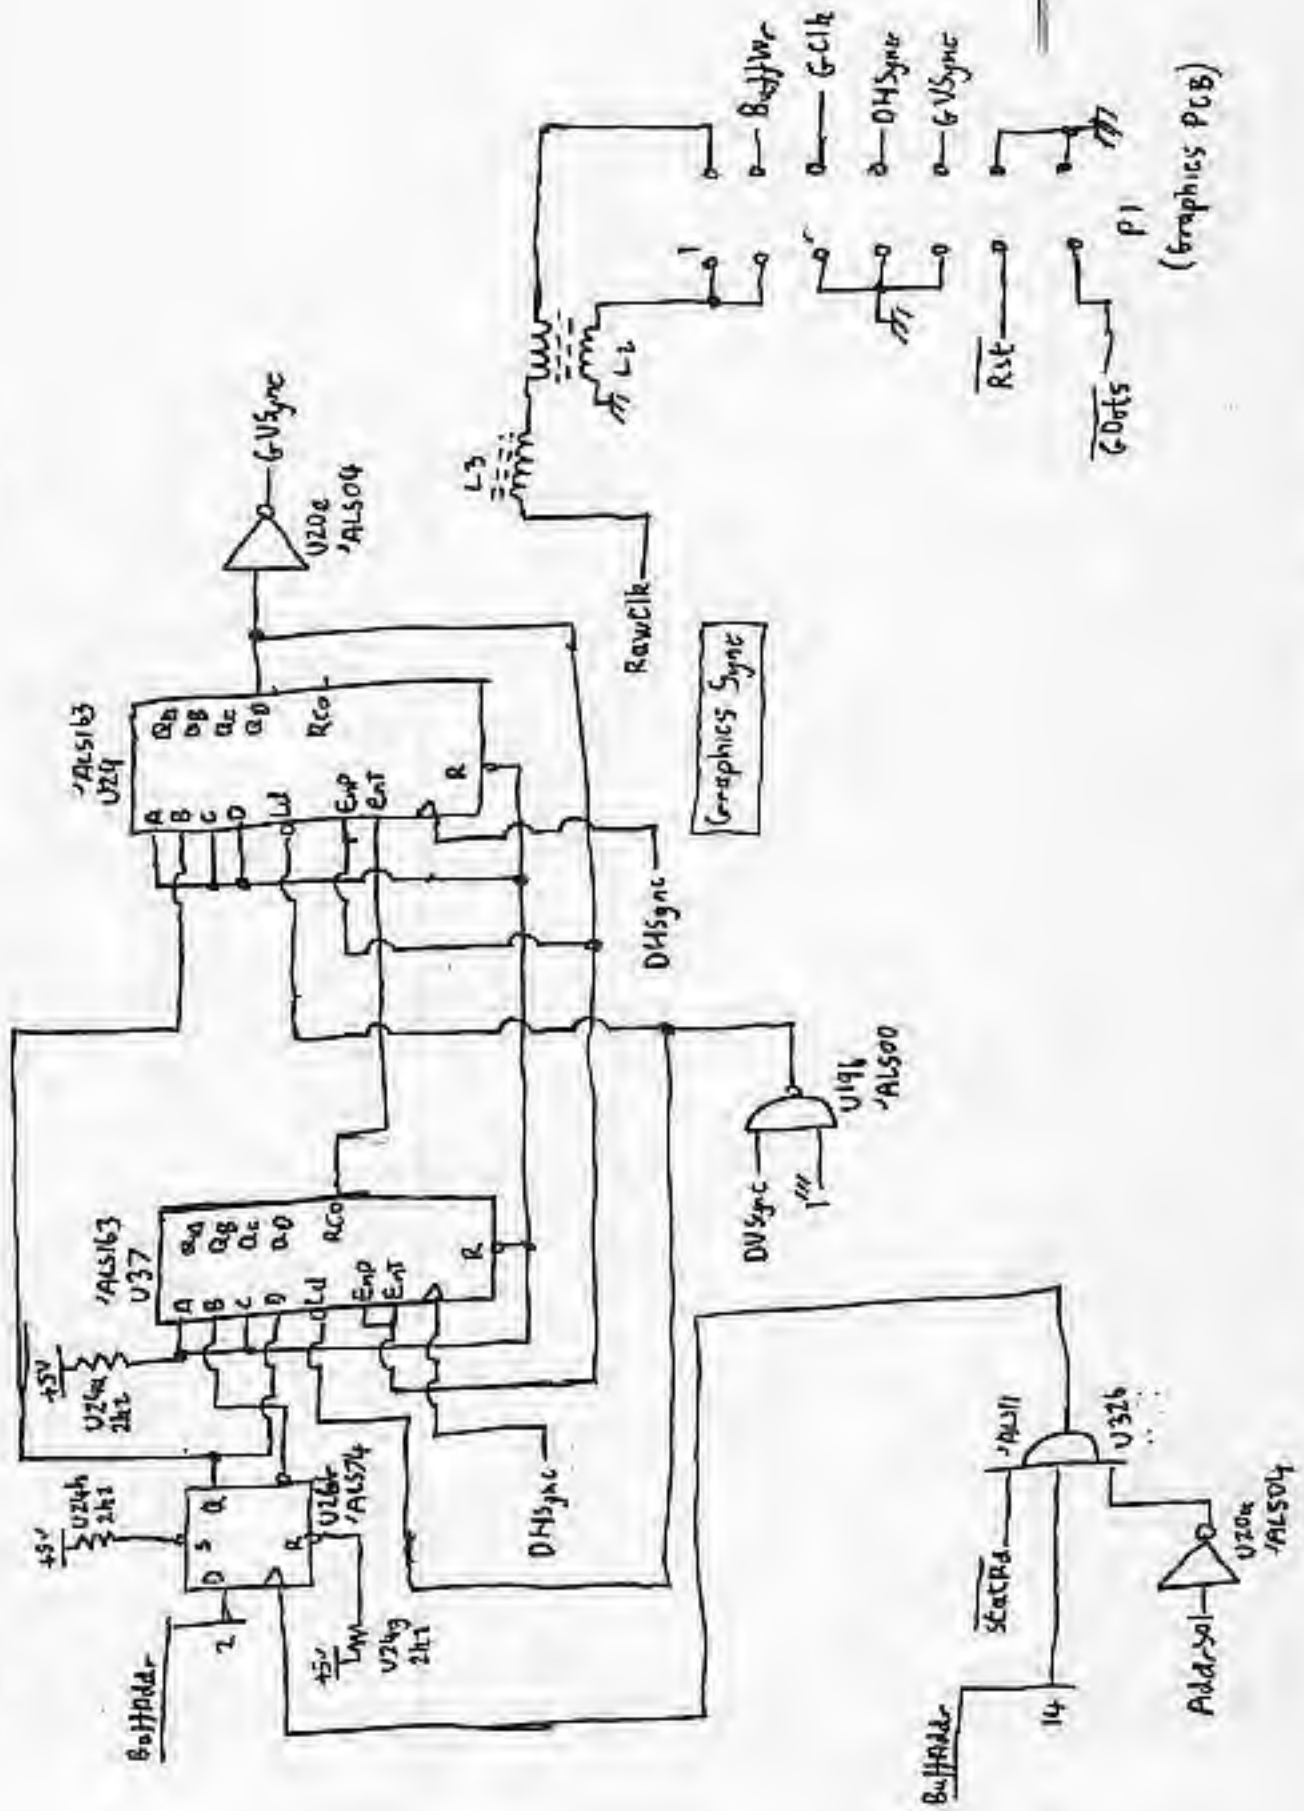 BuffAddr
2
+5v
U24h
2k2
D
S
Q
R
U26b
'ALS74
+5v
U24g
2k2
+5v
U24a
2k2
'ALS163
U37
A
B
C
D
Ld
EnP
EnT
R
QA
QB
QC
QD
RCo
DHSync
'ALS163
U29
A
B
C
D
Ld
EnP
EnT
R
QB
QC
QD
RCo
DHSync
U20e
'ALS04
GVSync
DVSync
U19b
'ALS00
BuffAddr
14
StatRd
'ALS11
U32b
Addr501
U20a
'ALS04
Graphics Sync
RawClk
L3
L2
1
BuffWr
GClk
DHSync
GVSync
Rst
GDots
P1
(Graphics PCB)